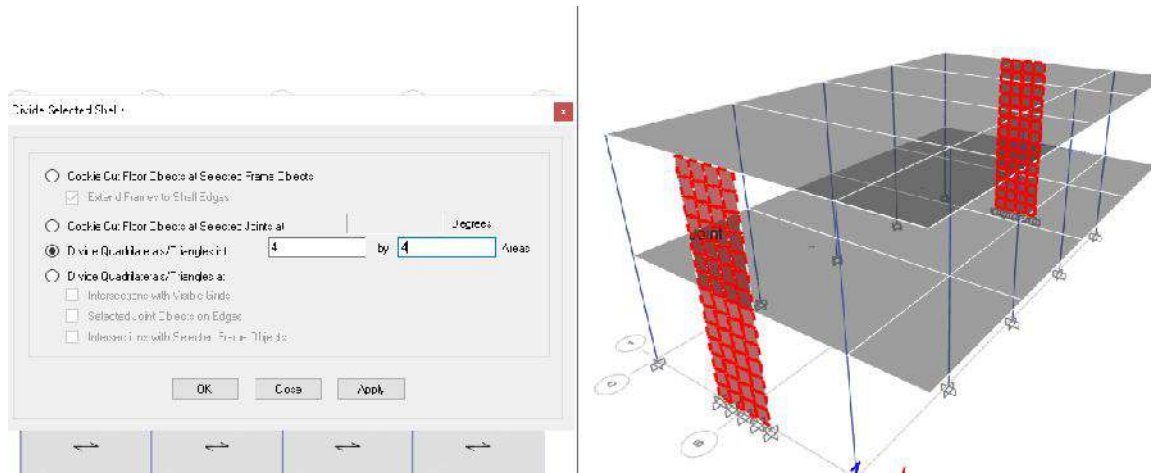 Divide Selected Shells
Cookie Cut Floor Objects at Selected Frame Objects
Extend Frames to Shell Edges
Cookie Cut Floor Objects at Selected Joints at
Degrees
Divide Quadrilaterals/Triangles into
4
by
4
Areas
Divide Quadrilaterals/Triangles at
Intersections with Visible Grids
Selected Joint Objects on Edges
Intersections with Selected Frame Objects
OK
Close
Apply
Joint